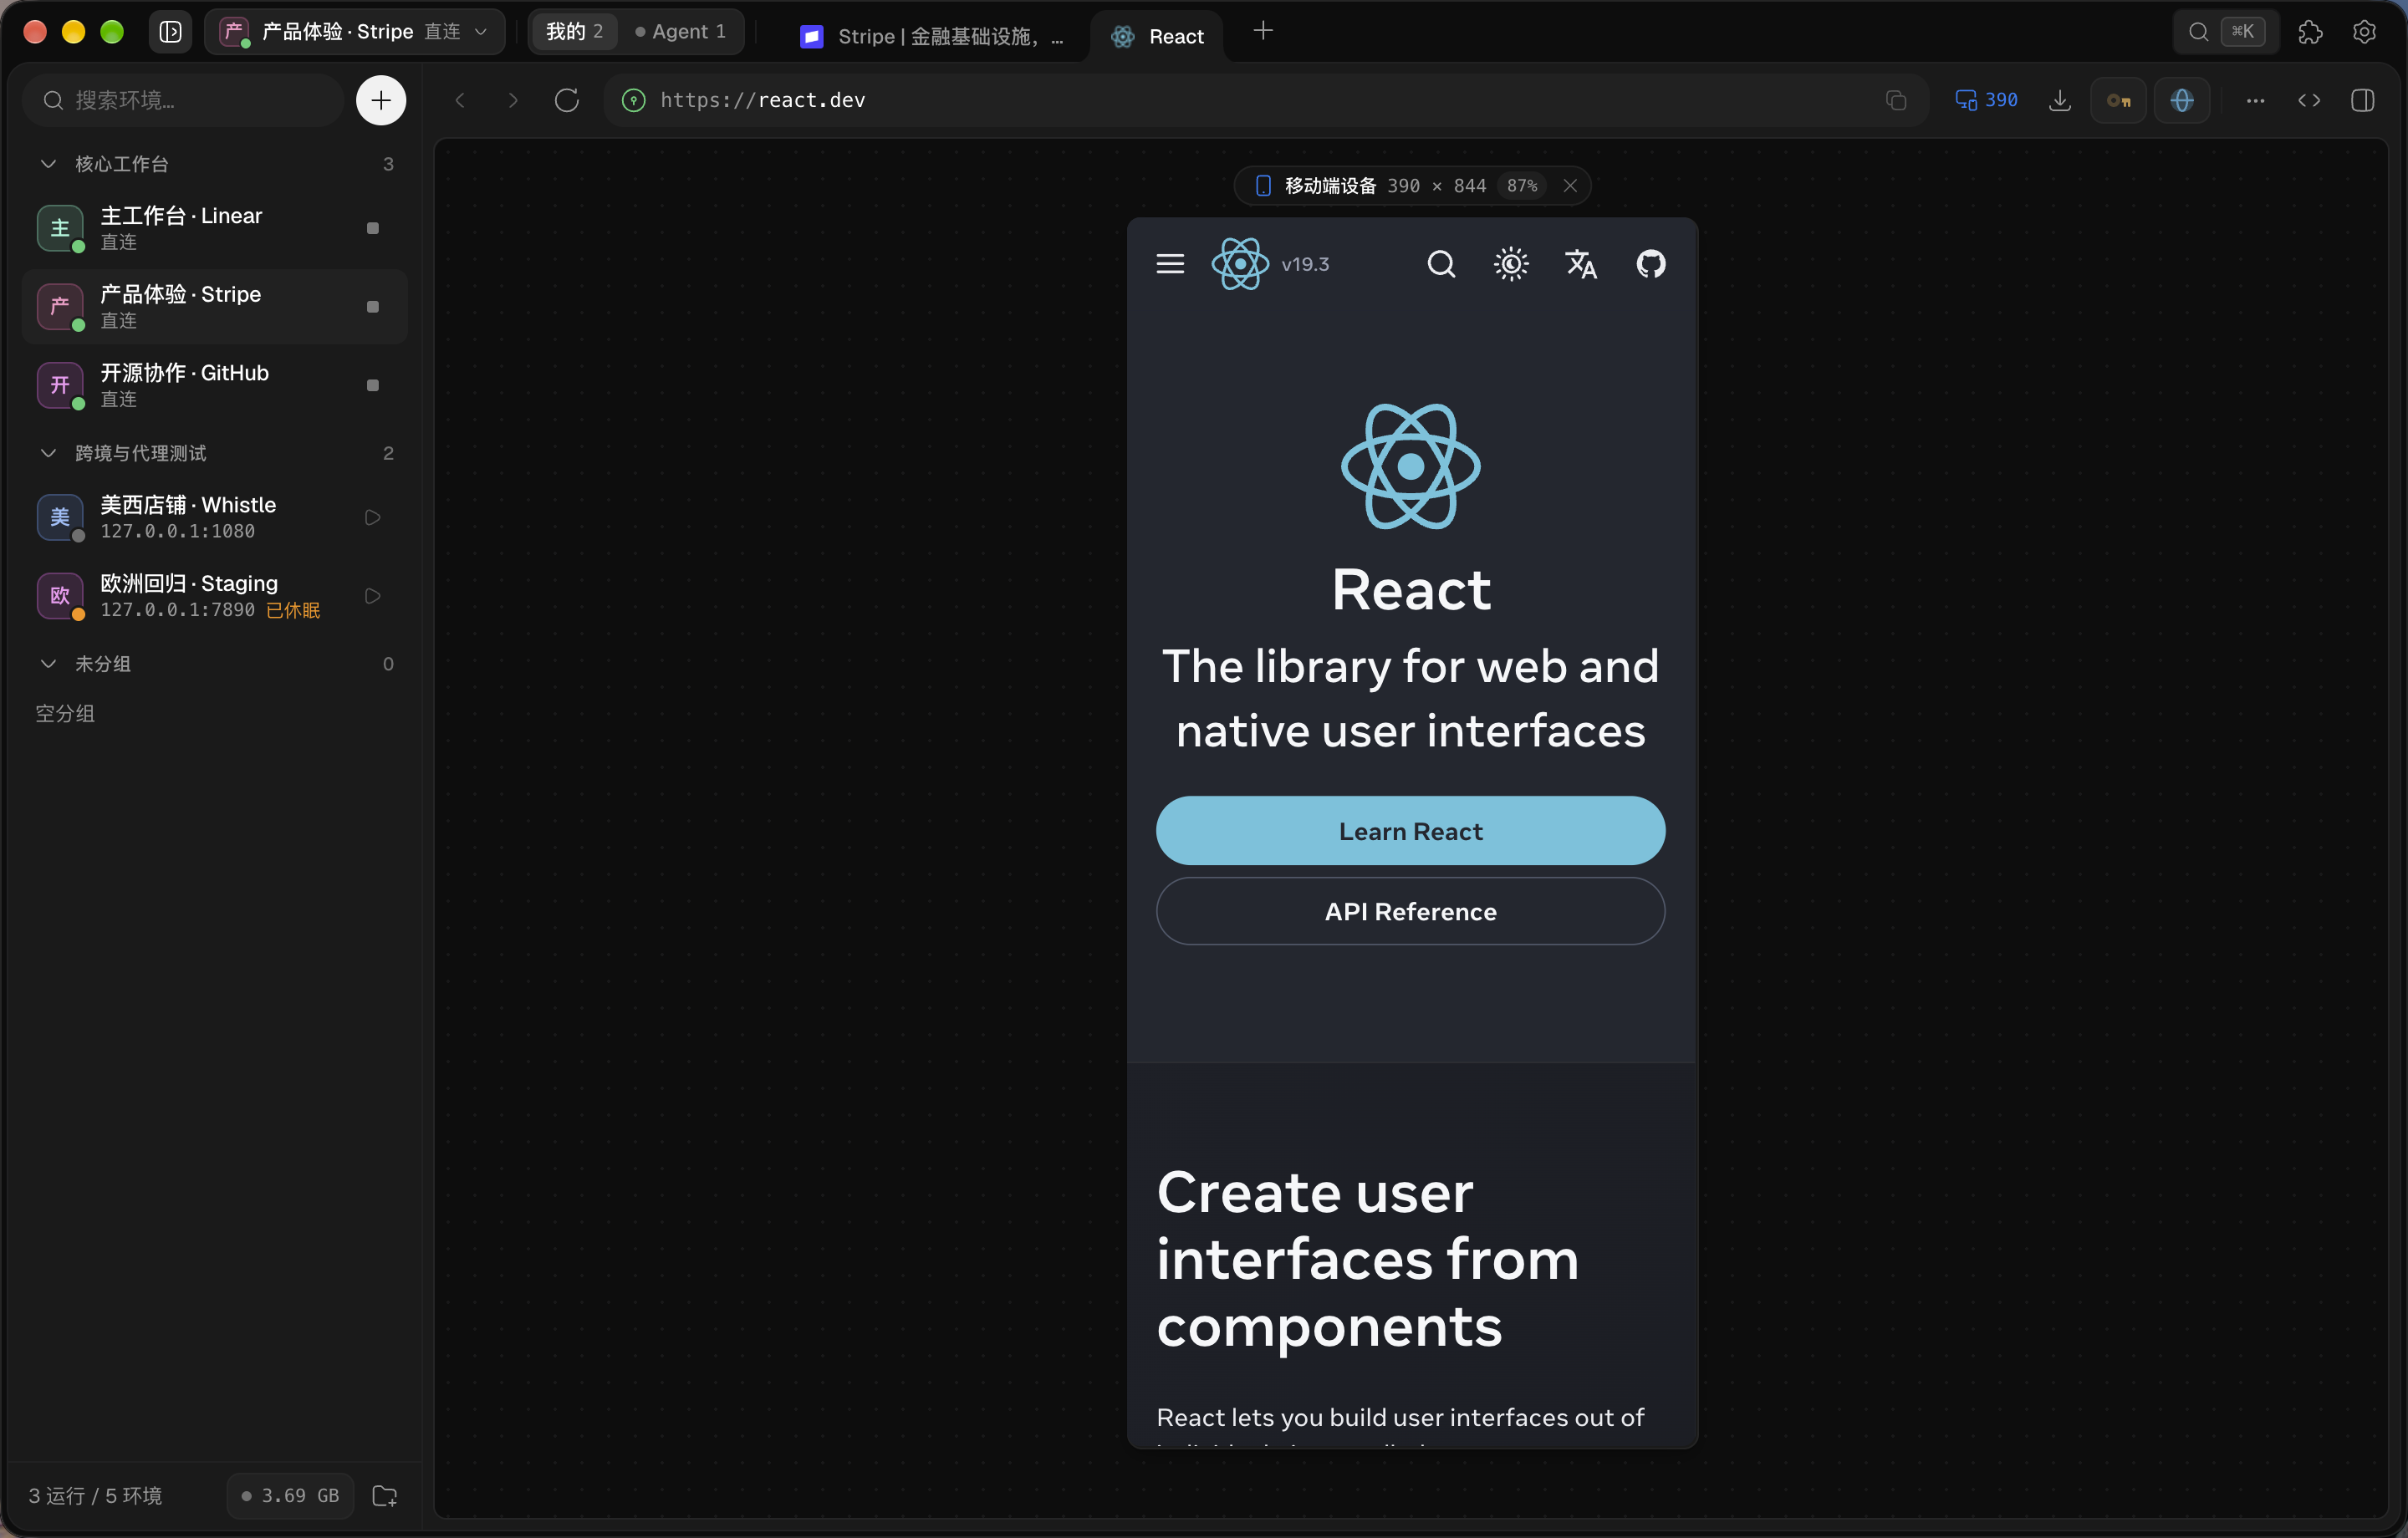 产 产品体验 · Stripe 直连
我的 2 Agent 1
Stripe | 金融基础设施，...
React
⌘K
搜索环境...
https://react.dev
390
核心工作台 3
主 主工作台 · Linear
直连
产 产品体验 · Stripe
直连
开 开源协作 · GitHub
直连
跨境与代理测试 2
美 美西店铺 · Whistle
127.0.0.1:1080
欧 欧洲回归 · Staging
127.0.0.1:7890 已休眠
未分组 0
空分组
3 运行 / 5 环境 3.69 GB
移动端设备 390 × 844 87%
v19.3
React
The library for web and
native user interfaces
Learn React
API Reference
Create user
interfaces from
components
React lets you build user interfaces out of